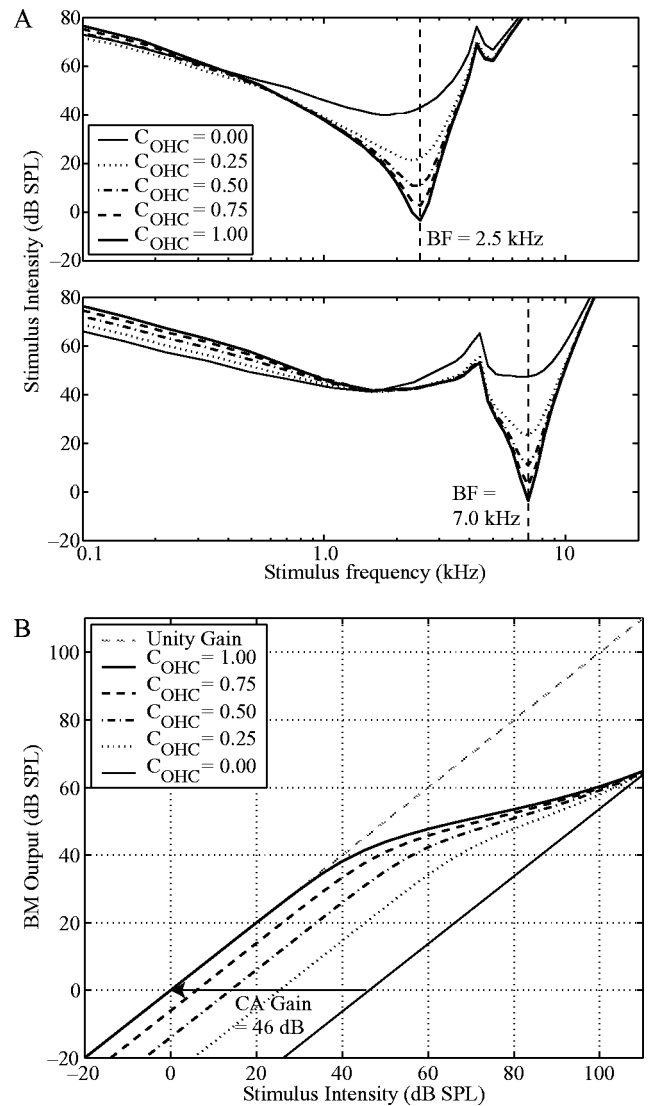 A
80
60
40
20
0
−20
C_OHC = 0.00
C_OHC = 0.25
C_OHC = 0.50
C_OHC = 0.75
C_OHC = 1.00
BF = 2.5 kHz
Stimulus Intensity (dB SPL)
80
60
40
20
0
−20
BF =
7.0 kHz
0.1
1.0
10
Stimulus frequency (kHz)
B
Unity Gain
C_OHC = 1.00
C_OHC = 0.75
C_OHC = 0.50
C_OHC = 0.25
C_OHC = 0.00
100
80
60
40
20
0
−20
BM Output (dB SPL)
CA Gain
= 46 dB
−20
0
20
40
60
80
100
Stimulus Intensity (dB SPL)